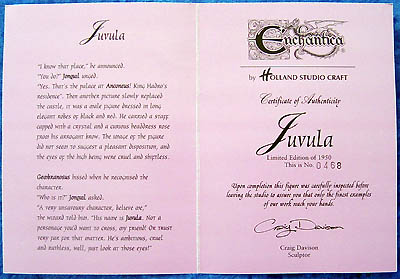 Juvula
"I know that place," he announced.
"You do?" Jonquil asked.
"Yes. That's the palace at Anconeus! King Hadno's
residence". Then another picture slowly replaced
the castle, it was a male figure dressed in long
elegant robes of black and red. He carried a staff
capped with a crystal and a curious headdress rose
from his arrogant brow. The image of the figure
did not seem to suggest a pleasant disposition, and
the eyes of the high being were cruel and shiftless.
hissed when he recognised the
character.
"Who is it?" Jonquil asked.
"A very unsavoury character, believe me,"
the wizard told him. "His name is Juvula. Not a
personage you'd want to cross, my friend! Or trust
very far for that matter. He's ambitious, cruel
and ruthless, well, just look at those eyes!"
Enchantica
by HOLLAND STUDIO CRAFT
Certificate of Authenticity
Juvula
Limited Edition of 1950
This is No. 0468
Upon completion this figure was carefully inspected before
leaving the studio to assure you that only the finest examples
of our work reach your hands.
Craig Davison
Craig Davison
Sculptor